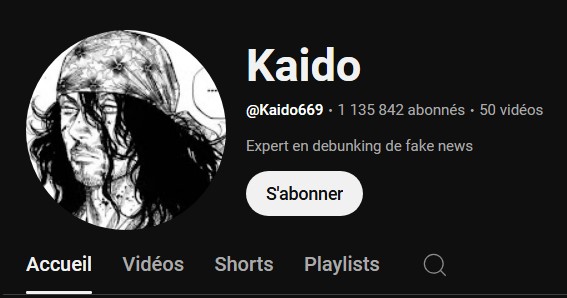 Kaido
@Kaido669 • 1 135 842 abonnés • 50 vidéos
Expert en debunking de fake news
S'abonner
Accueil Vidéos Shorts Playlists